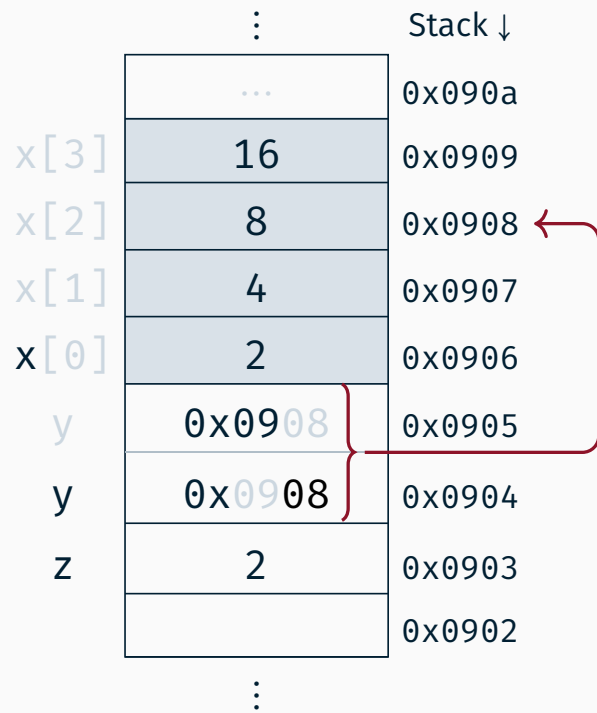 ⋮ Stack ↓
… 0x090a
x[3] 16 0x0909
x[2] 8 0x0908
x[1] 4 0x0907
x[0] 2 0x0906
y 0x0908 0x0905
y 0x0908 0x0904
z 2 0x0903
0x0902
⋮